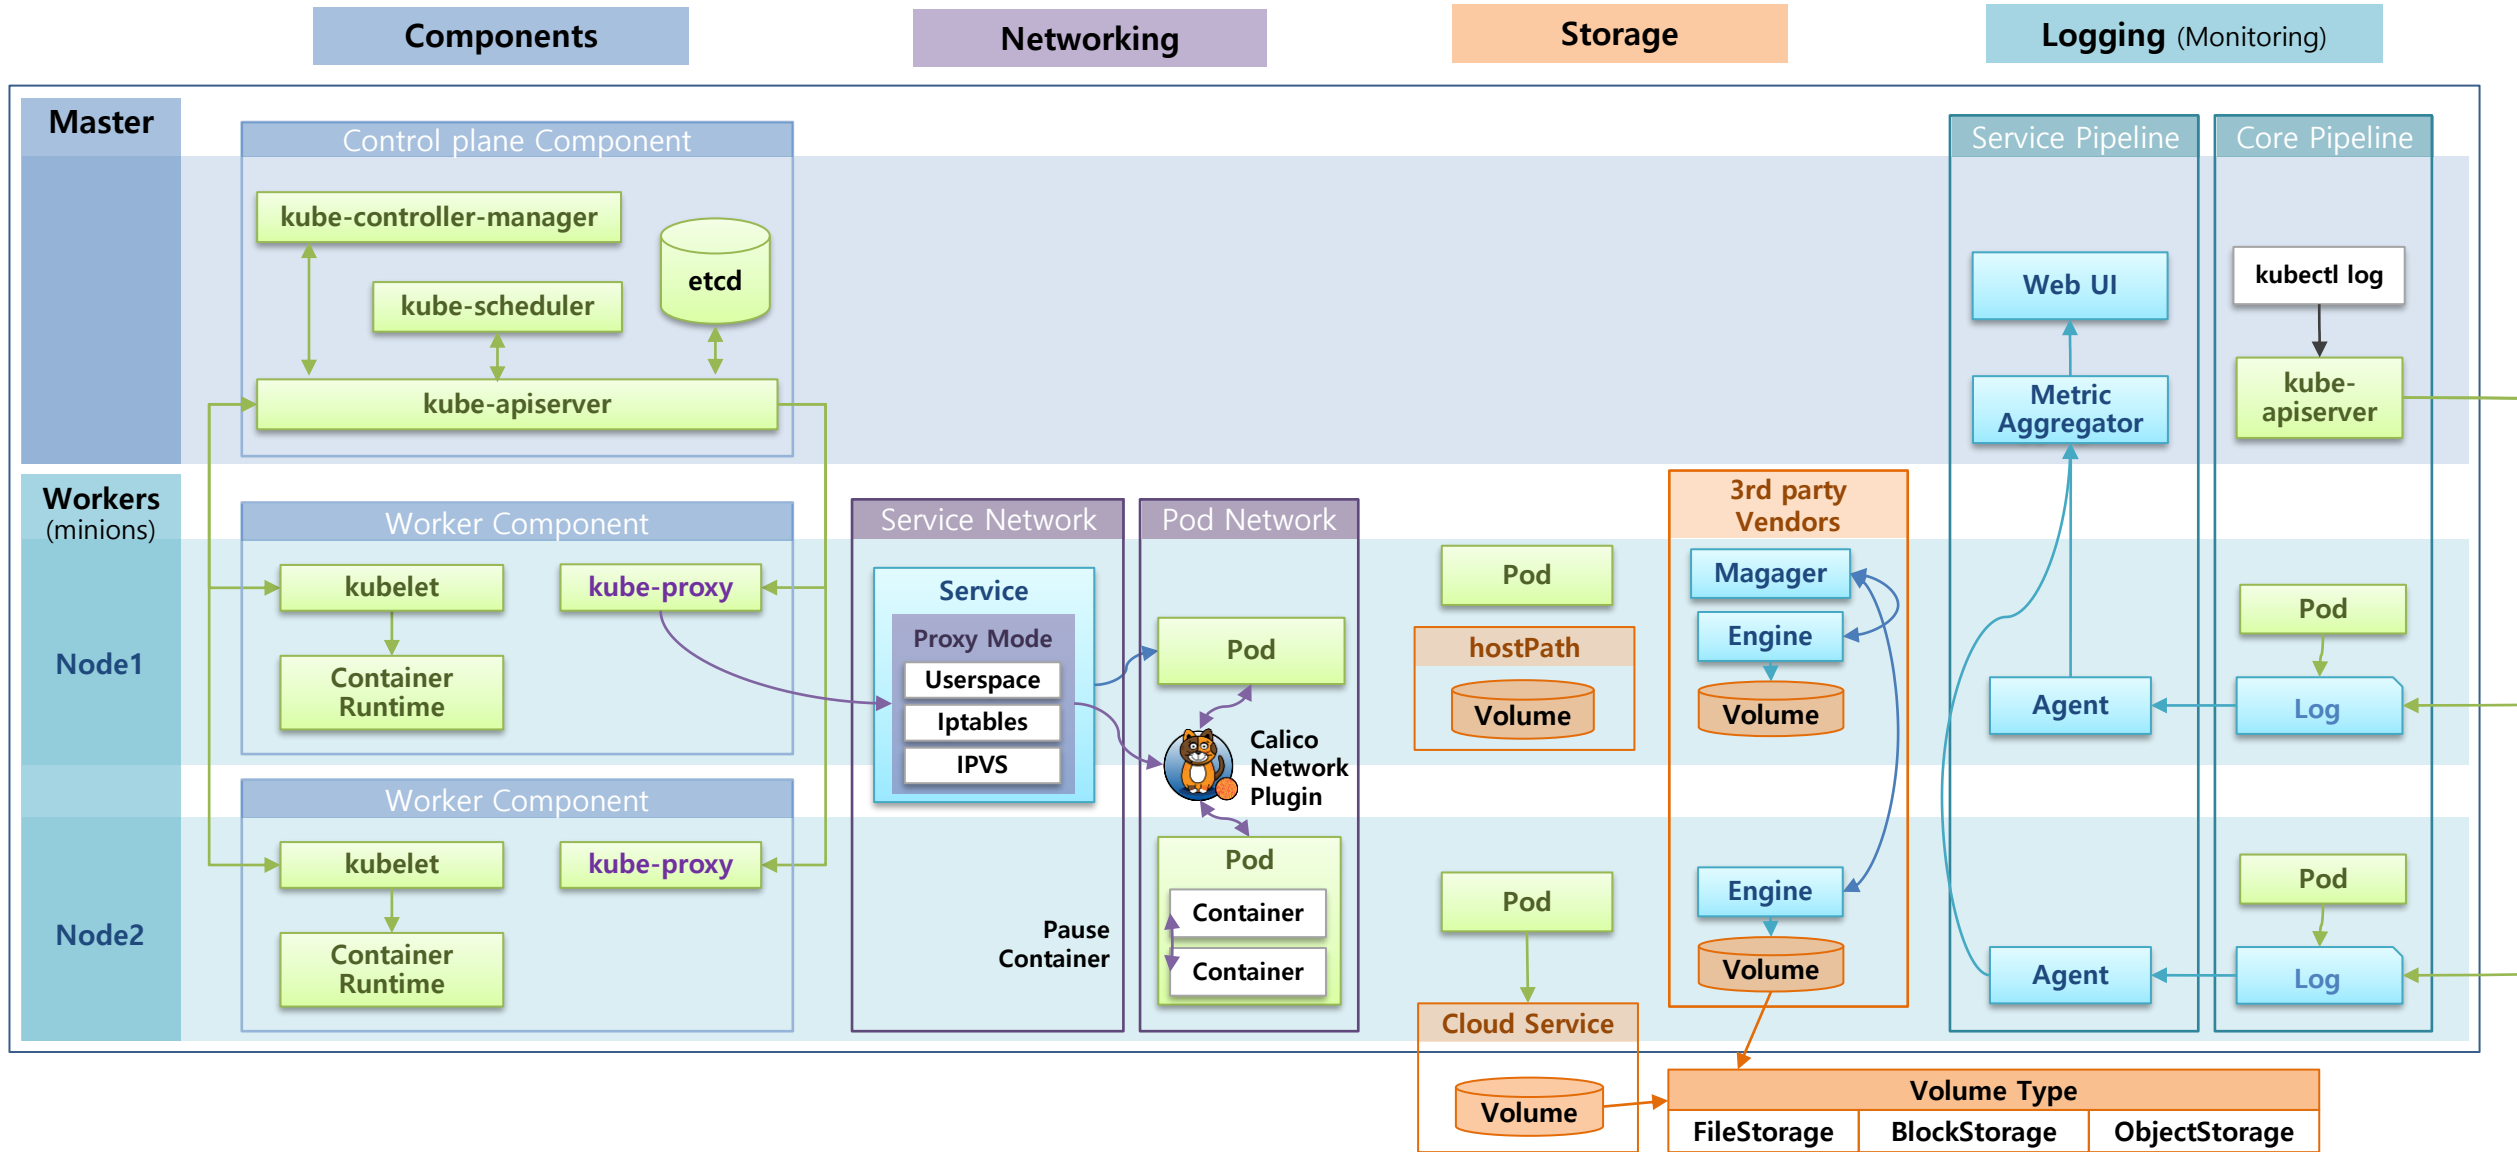 Components
Networking
Storage
Logging (Monitoring)
Master
Control plane Component
kube-controller-manager
kube-scheduler
etcd
kube-apiserver
Service Pipeline
Web UI
Metric
Aggregator
Core Pipeline
kubectl log
kube-
apiserver
Workers
(minions)
Node1
Worker Component
kubelet
kube-proxy
Container
Runtime
Service Network
Service
Proxy Mode
Userspace
Iptables
IPVS
Pod Network
Pod
Calico
Network
Plugin
Pod
hostPath
Volume
3rd party
Vendors
Magager
Engine
Volume
Agent
Pod
Log
Node2
Worker Component
kubelet
kube-proxy
Container
Runtime
Pause
Container
Pod
Container
Container
Pod
Cloud Service
Volume
Engine
Volume
Agent
Pod
Log
Volume Type
FileStorage
BlockStorage
ObjectStorage